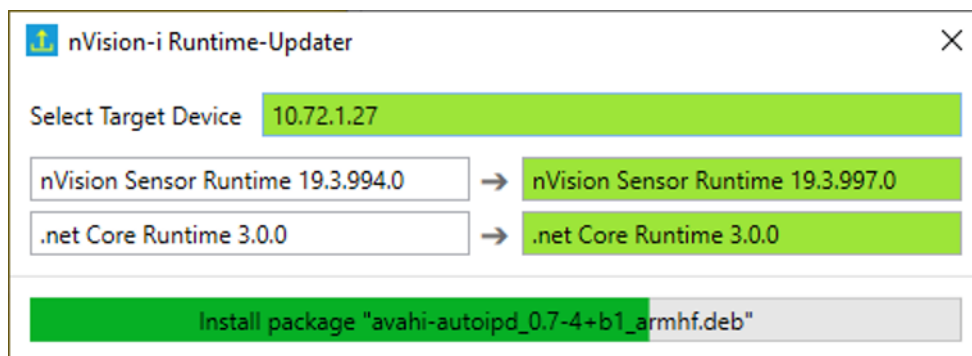 nVision-i Runtime-Updater
Select Target Device 10.72.1.27
nVision Sensor Runtime 19.3.994.0 → nVision Sensor Runtime 19.3.997.0
.net Core Runtime 3.0.0 → .net Core Runtime 3.0.0
Install package "avahi-autoipd_0.7-4+b1_armhf.deb"